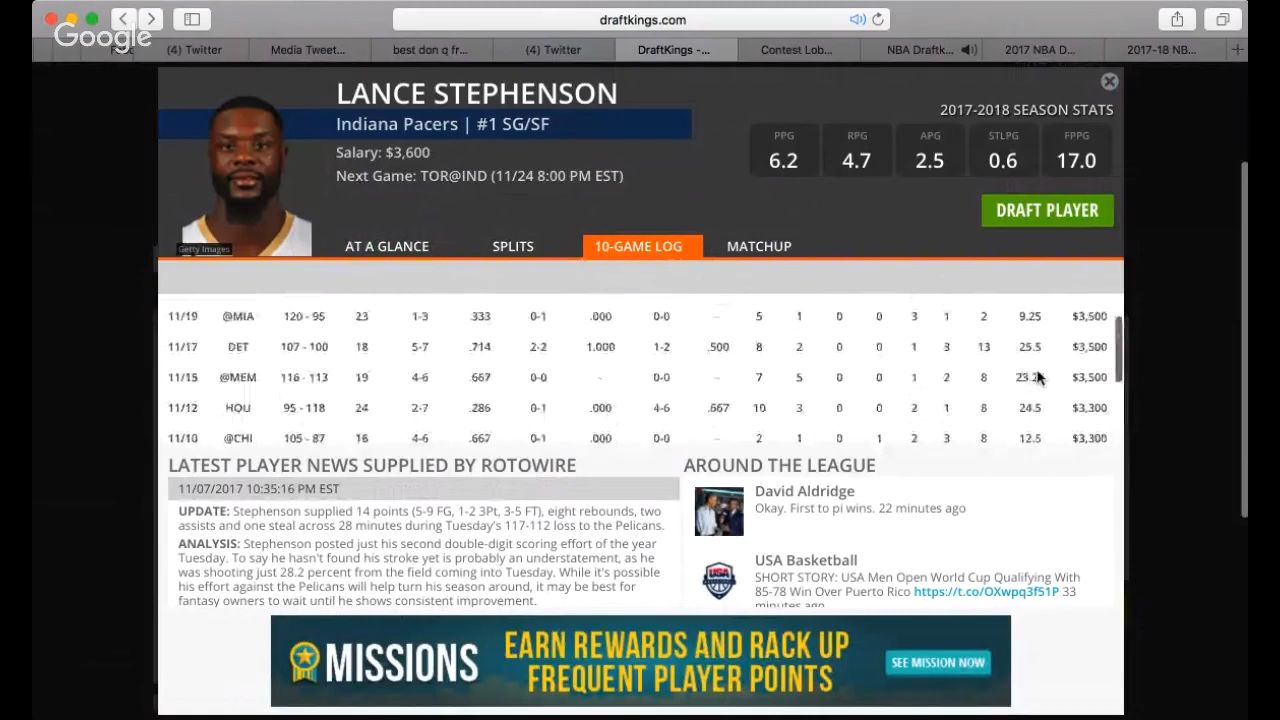 Google
draftkings.com
(4) Twitter
Media Tweet...
best don q fr...
(4) Twitter
DraftKings -...
Contest Lob...
NBA Draftk...
2017 NBA D...
2017-18 NB...
LANCE STEPHENSON
Indiana Pacers | #1 SG/SF
Salary: $3,600
Next Game: TOR@IND (11/24 8:00 PM EST)
2017-2018 SEASON STATS
PPG RPG APG STLPG FPPG
6.2 4.7 2.5 0.6 17.0
DRAFT PLAYER
Getty Images
AT A GLANCE SPLITS 10-GAME LOG MATCHUP
11/19 @MIA 120 - 95 23 1-3 .333 0-1 .000 0-0 - 5 1 0 0 3 1 2 9.25 $3,500
11/17 DET 107 - 100 18 5-7 .714 2-2 1.000 1-2 .500 8 2 0 0 1 3 13 25.5 $3,500
11/15 @MEM 116 - 113 19 4-6 .667 0-0 - 0-0 - 7 5 0 0 1 2 8 $3,500
11/12 HOU 95 - 118 24 2-7 .286 0-1 .000 4-6 .667 10 3 0 0 2 1 8 24.5 $3,300
11/10 @CHI 105 - 87 16 4-6 .667 0-1 .000 0-0 - 2 1 0 1 2 3 8 12.5 $3,300
LATEST PLAYER NEWS SUPPLIED BY ROTOWIRE
11/07/2017 10:35:16 PM EST
UPDATE: Stephenson supplied 14 points (5-9 FG, 1-2 3Pt, 3-5 FT), eight rebounds, two
assists and one steal across 28 minutes during Tuesday's 117-112 loss to the Pelicans.
ANALYSIS: Stephenson posted just his second double-digit scoring effort of the year
Tuesday. To say he hasn't found his stroke yet is probably an understatement, as he
was shooting just 28.2 percent from the field coming into Tuesday. While it's possible
his effort against the Pelicans will help turn his season around, it may be best for
fantasy owners to wait until he shows consistent improvement.
AROUND THE LEAGUE
David Aldridge
Okay. First to pi wins. 22 minutes ago
USA Basketball
SHORT STORY: USA Men Open World Cup Qualifying With
85-78 Win Over Puerto Rico https://t.co/OXwpq3f51P 33
minutes ago
MISSIONS
EARN REWARDS AND RACK UP
FREQUENT PLAYER POINTS
SEE MISSION NOW